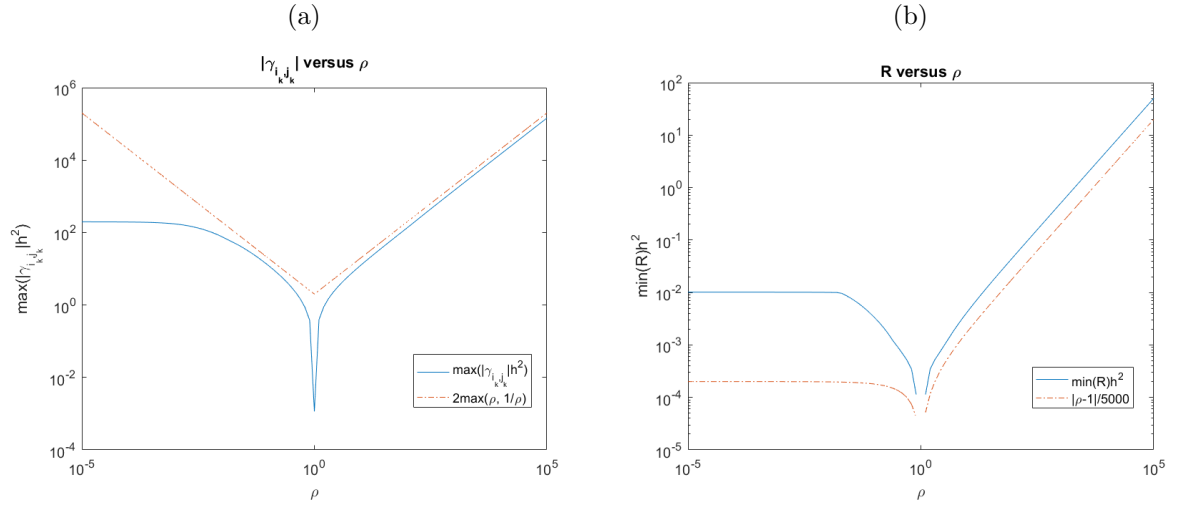 (a)
|γ_{i_k,j_k}| versus ρ
10^6
10^4
10^2
10^0
10^-2
10^-4
max(|γ_{i_k,j_k}|h^2)
10^-5
10^0
10^5
ρ
max(|γ_{i_k,j_k}|h^2)
2max(ρ, 1/ρ)
(b)
R versus ρ
10^2
10^1
10^0
10^-1
10^-2
10^-3
10^-4
10^-5
min(R)h^2
10^-5
10^0
10^5
ρ
min(R)h^2
|ρ-1|/5000